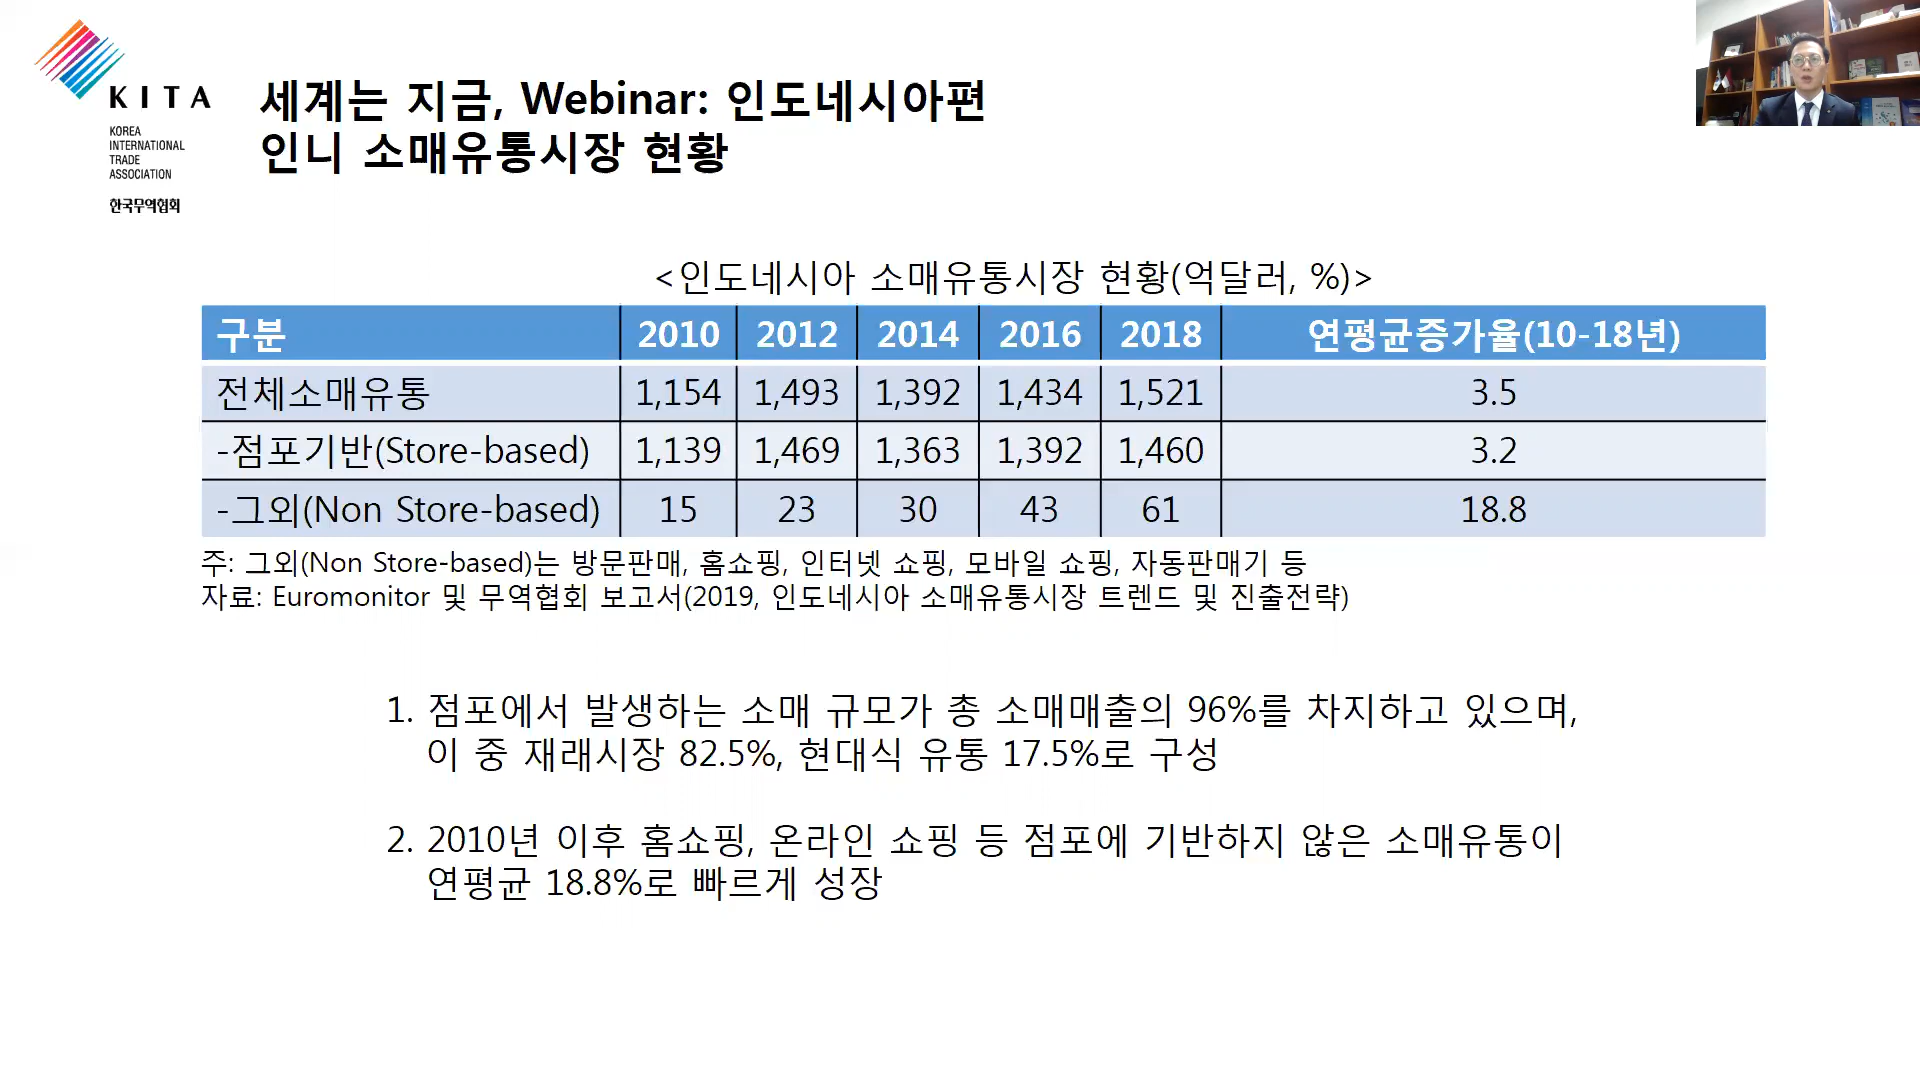 KITA
KOREA
INTERNATIONAL
TRADE
ASSOCIATION
한국무역협회
세계는 지금, Webinar: 인도네시아편
인니 소매유통시장 현황
<인도네시아 소매유통시장 현황(억달러, %)>
구분 2010 2012 2014 2016 2018 연평균증가율(10-18년)
전체소매유통 1,154 1,493 1,392 1,434 1,521 3.5
-점포기반(Store-based) 1,139 1,469 1,363 1,392 1,460 3.2
-그외(Non Store-based) 15 23 30 43 61 18.8
주: 그외(Non Store-based)는 방문판매, 홈쇼핑, 인터넷 쇼핑, 모바일 쇼핑, 자동판매기 등
자료: Euromonitor 및 무역협회 보고서(2019, 인도네시아 소매유통시장 트렌드 및 진출전략)
1. 점포에서 발생하는 소매 규모가 총 소매매출의 96%를 차지하고 있으며,
이 중 재래시장 82.5%, 현대식 유통 17.5%로 구성
2. 2010년 이후 홈쇼핑, 온라인 쇼핑 등 점포에 기반하지 않은 소매유통이
연평균 18.8%로 빠르게 성장